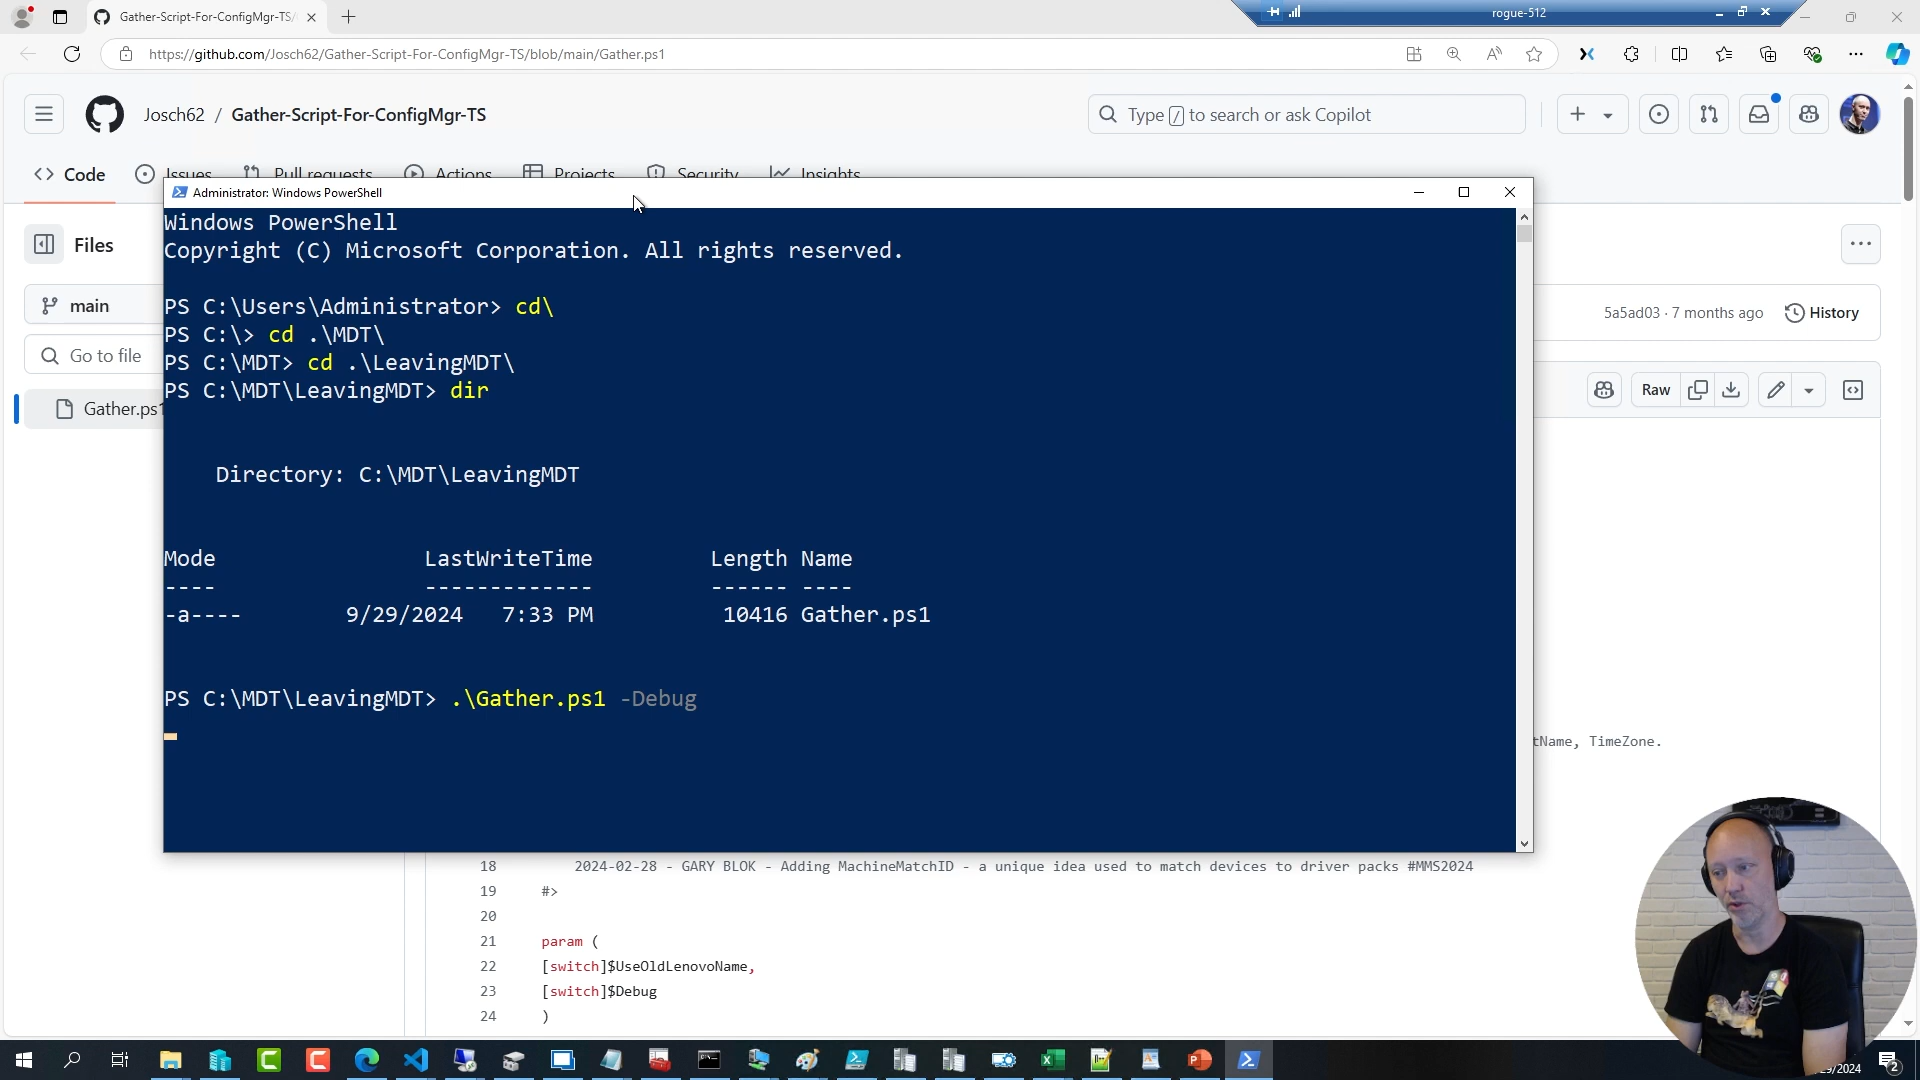 Gather-Script-For-ConfigMgr-TS/
rogue-512
https://github.com/Josch62/Gather-Script-For-ConfigMgr-TS/blob/main/Gather.ps1
Josch62 / Gather-Script-For-ConfigMgr-TS
Type / to search or ask Copilot
Code Issues Pull requests Actions Projects Security Insights
Administrator: Windows PowerShell
Windows PowerShell
Copyright (C) Microsoft Corporation. All rights reserved.
PS C:\Users\Administrator> cd\
PS C:\> cd .\MDT\
PS C:\MDT> cd .\LeavingMDT\
PS C:\MDT\LeavingMDT> dir
Directory: C:\MDT\LeavingMDT
Mode LastWriteTime Length Name
---- ------------- ------ ----
-a---- 9/29/2024 7:33 PM 10416 Gather.ps1
PS C:\MDT\LeavingMDT> .\Gather.ps1 -Debug
Files
main
Go to file
Gather.ps1
5a5ad03 · 7 months ago History
Raw
tName, TimeZone.
18 2024-02-28 - GARY BLOK - Adding MachineMatchID - a unique idea used to match devices to driver packs #MMS2024
19 #>
20
21 param (
22 [switch]$UseOldLenovoName,
23 [switch]$Debug
24 )
/29/2024
2